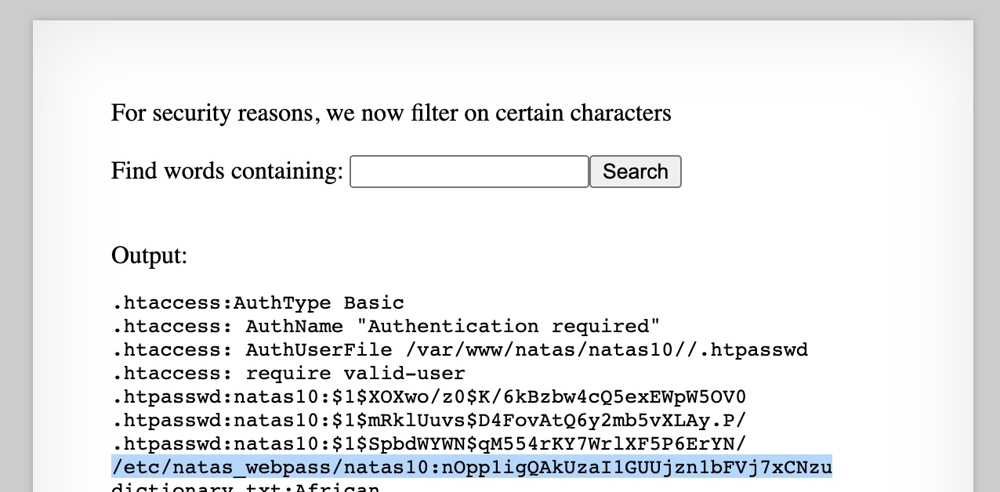 For security reasons, we now filter on certain characters
Find words containing: Search
Output:
.htaccess:AuthType Basic
.htaccess: AuthName "Authentication required"
.htaccess: AuthUserFile /var/www/natas/natas10//.htpasswd
.htaccess: require valid-user
.htpasswd:natas10:$1$XOXwo/z0$K/6kBzbw4cQ5exEWpW5OV0
.htpasswd:natas10:$1$mRklUuvs$D4FovAtQ6y2mb5vXLAy.P/
.htpasswd:natas10:$1$SpbdWYWN$qM554rKY7WrlXF5P6ErYN/
/etc/natas_webpass/natas10:nOpp1igQAkUzaI1GUUjzn1bFVj7xCNzu
dictionary.txt:African